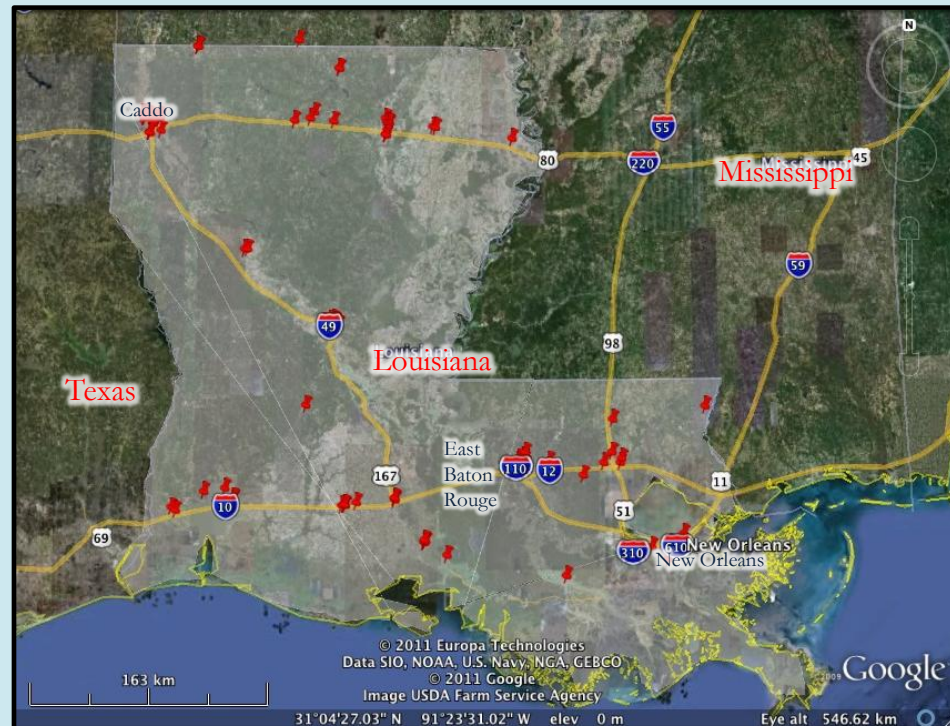 N
Caddo
55
80
220
45
Mississippi
Mississippi
59
49
98
Louisiana
Louisiana
Texas
East
Baton
Rouge
110
12
167
11
10
51
69
310
610
New Orleans
New Orleans
© 2011 Europa Technologies
Data SIO, NOAA, U.S. Navy, NGA, GEBCO
© 2011 Google
Image USDA Farm Service Agency
163 km
2009
Google
31°04'27.03" N 91°23'31.02" W elev 0 m
Eye alt 546.62 km